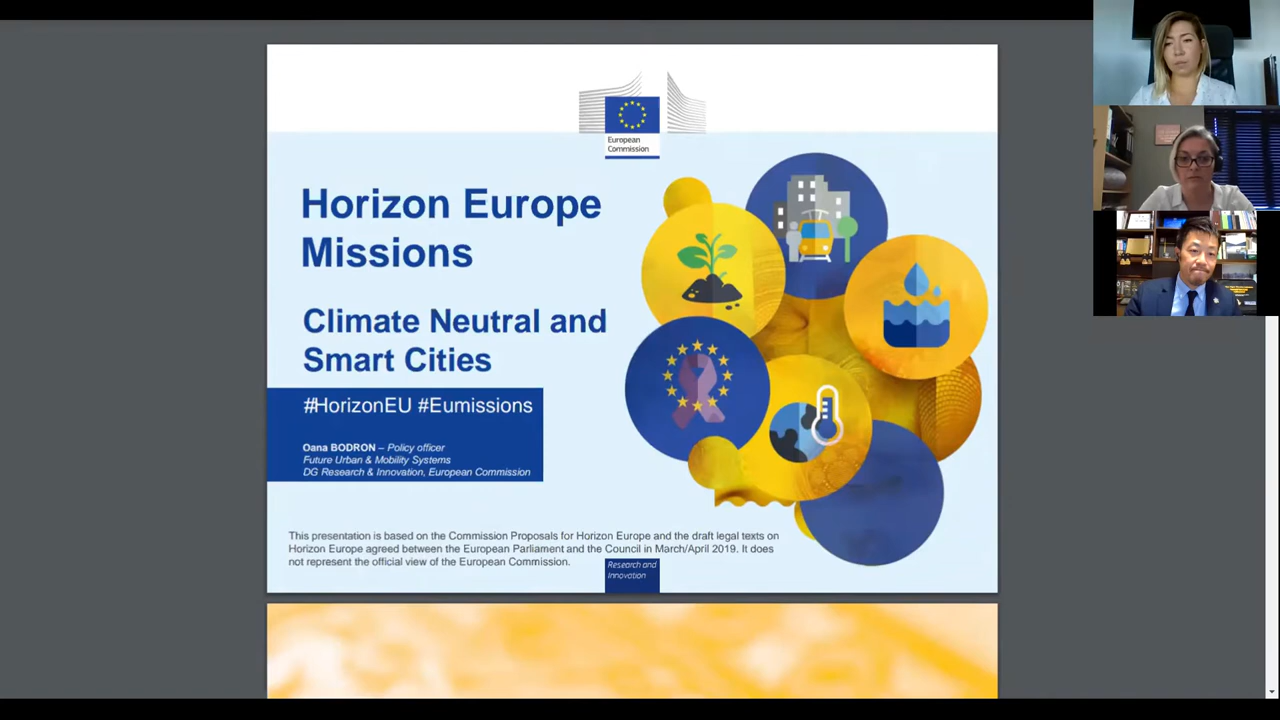 European
Commission
Horizon Europe
Missions
Climate Neutral and
Smart Cities
#HorizonEU #Eumissions
Oana BODRON – Policy officer
Future Urban & Mobility Systems
DG Research & Innovation, European Commission
This presentation is based on the Commission Proposals for Horizon Europe and the draft legal texts on
Horizon Europe agreed between the European Parliament and the Council in March/April 2019. It does
not represent the official view of the European Commission.
Research and
Innovation